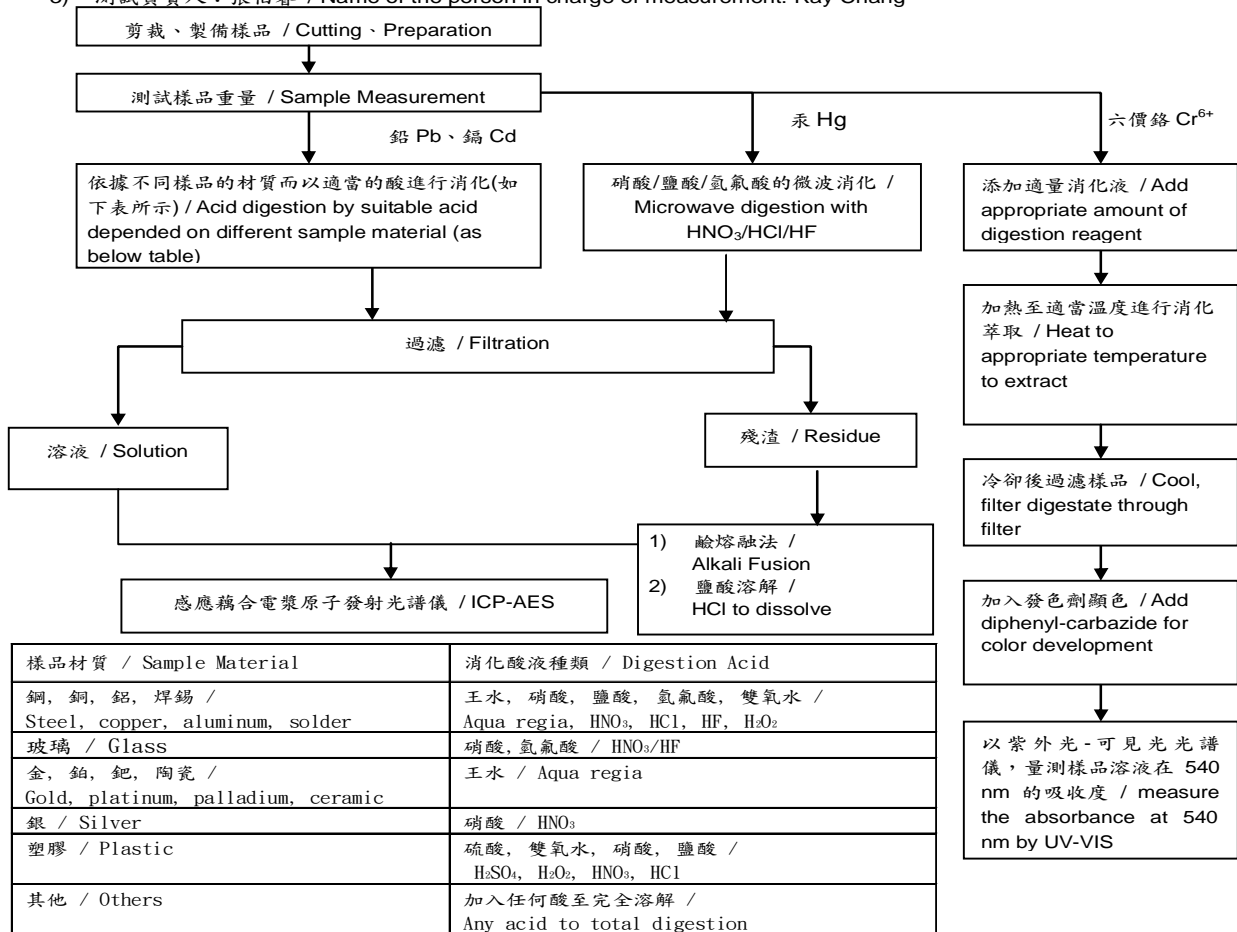 測試負責人 / Name of the person in charge of measurement: Ray Chang
剪裁、製備樣品 / Cutting、Preparation
測試樣品重量 / Sample Measurement
鉛 Pb、鎘 Cd
汞 Hg
六價鉻 Cr⁶⁺
依據不同樣品的材質而以適當的酸進行消化(如
下表所示) / Acid digestion by suitable acid
depended on different sample material (as
below table)
硝酸/鹽酸/氫氟酸的微波消化 /
Microwave digestion with
HNO₃/HCl/HF
添加適量消化液 / Add
appropriate amount of
digestion reagent
加熱至適當溫度進行消化
萃取 / Heat to
appropriate temperature
to extract
過濾 / Filtration
溶液 / Solution
殘渣 / Residue
冷卻後過濾樣品 / Cool,
filter digestate through
filter
1) 鹼熔融法 /
Alkali Fusion
2) 鹽酸溶解 /
HCl to dissolve
感應藕合電漿原子發射光譜儀 / ICP-AES
加入發色劑顯色 / Add
diphenyl-carbazide for
color development
以紫外光-可見光光譜
儀，量測樣品溶液在 540
nm 的吸收度 / measure
the absorbance at 540
nm by UV-VIS
樣品材質 / Sample Material
消化酸液種類 / Digestion Acid
鋼, 銅, 鋁, 焊錫 /
Steel, copper, aluminum, solder
王水, 硝酸, 鹽酸, 氫氟酸, 雙氧水 /
Aqua regia, HNO₃, HCl, HF, H₂O₂
玻璃 / Glass
硝酸,氫氟酸 / HNO₃/HF
金, 鉑, 鈀, 陶瓷 /
Gold, platinum, palladium, ceramic
王水 / Aqua regia
銀 / Silver
硝酸 / HNO₃
塑膠 / Plastic
硫酸, 雙氧水, 硝酸, 鹽酸 /
H₂SO₄, H₂O₂, HNO₃, HCl
其他 / Others
加入任何酸至完全溶解 /
Any acid to total digestion